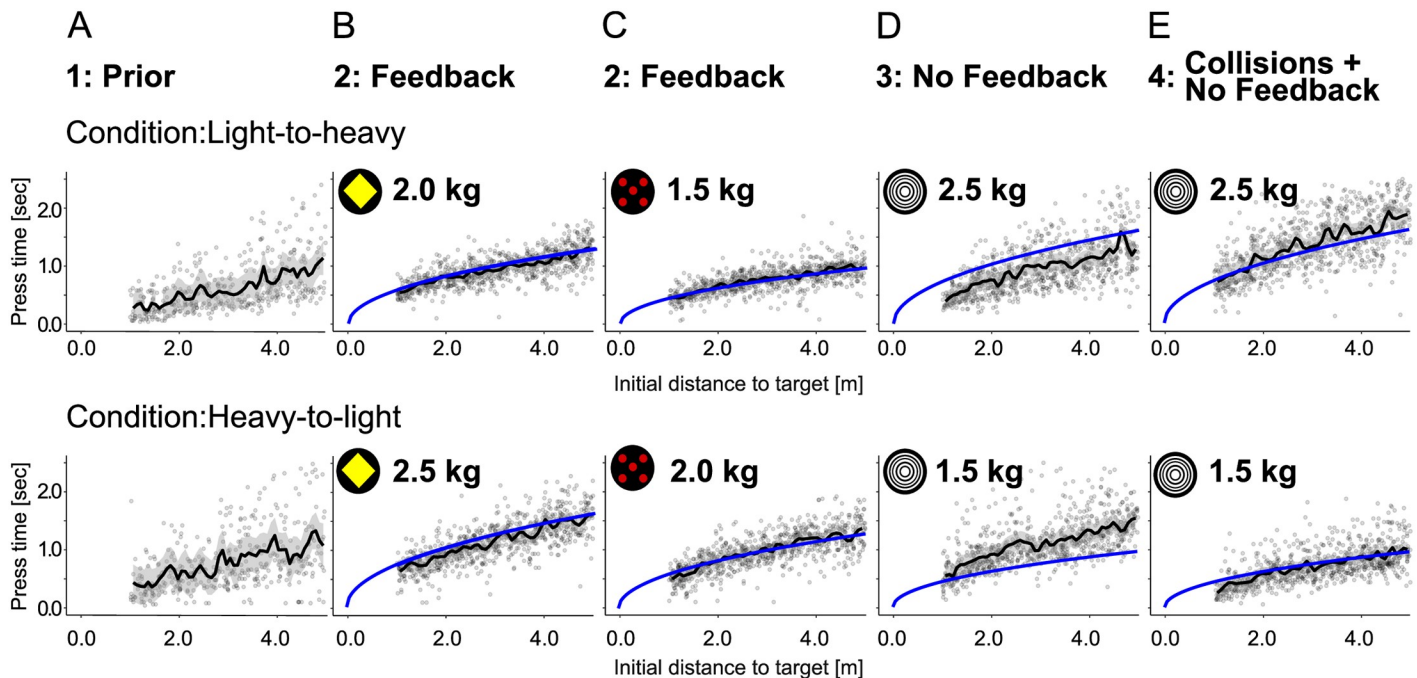 A B C D E
1: Prior 2: Feedback 2: Feedback 3: No Feedback 4: Collisions +
No Feedback
Condition:Light-to-heavy
2.0 kg 1.5 kg 2.5 kg 2.5 kg
Press time [sec]
2.0
1.0
0.0
0.0 2.0 4.0 0.0 2.0 4.0 0.0 2.0 4.0 0.0 2.0 4.0 0.0 2.0 4.0
Initial distance to target [m]
Condition:Heavy-to-light
2.5 kg 2.0 kg 1.5 kg 1.5 kg
Press time [sec]
2.0
1.0
0.0
0.0 2.0 4.0 0.0 2.0 4.0 0.0 2.0 4.0 0.0 2.0 4.0 0.0 2.0 4.0
Initial distance to target [m]